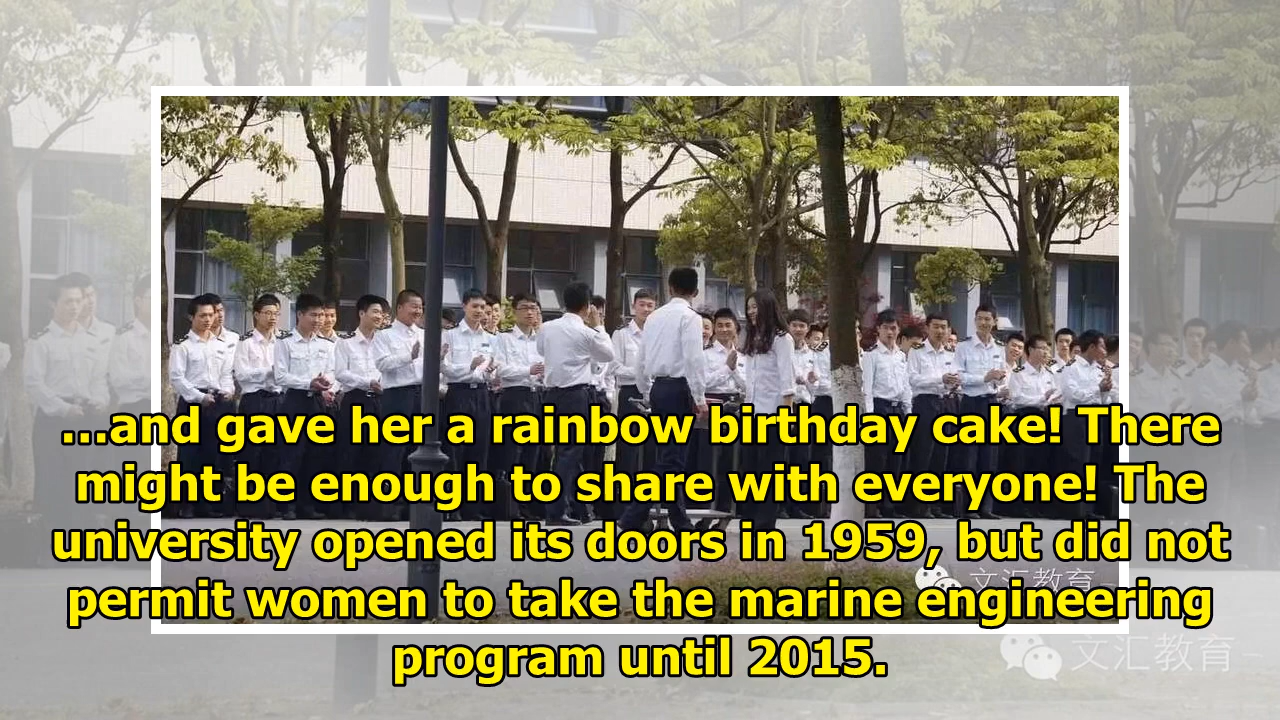 ...and gave her a rainbow birthday cake! There
might be enough to share with everyone! The
university opened its doors in 1959, but did not
permit women to take the marine engineering
program until 2015.
文汇教育
文汇教育